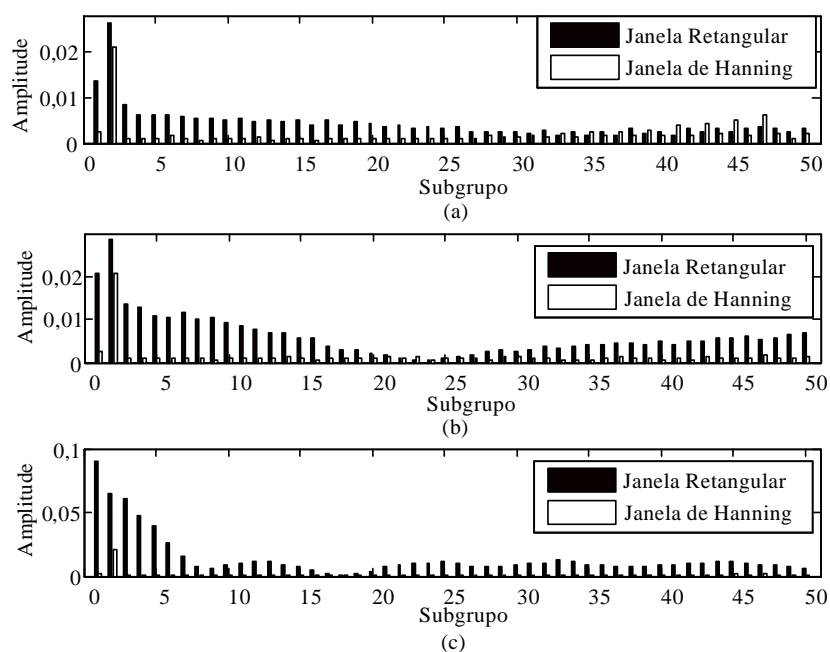 Amplitude
0,02
0,01
0
Janela Retangular
Janela de Hanning
0 5 10 15 20 25 30 35 40 45 50
Subgrupo
(a)
Amplitude
0,02
0,01
0
Janela Retangular
Janela de Hanning
0 5 10 15 20 25 30 35 40 45 50
Subgrupo
(b)
Amplitude
0,1
0,05
0
Janela Retangular
Janela de Hanning
0 5 10 15 20 25 30 35 40 45 50
Subgrupo
(c)